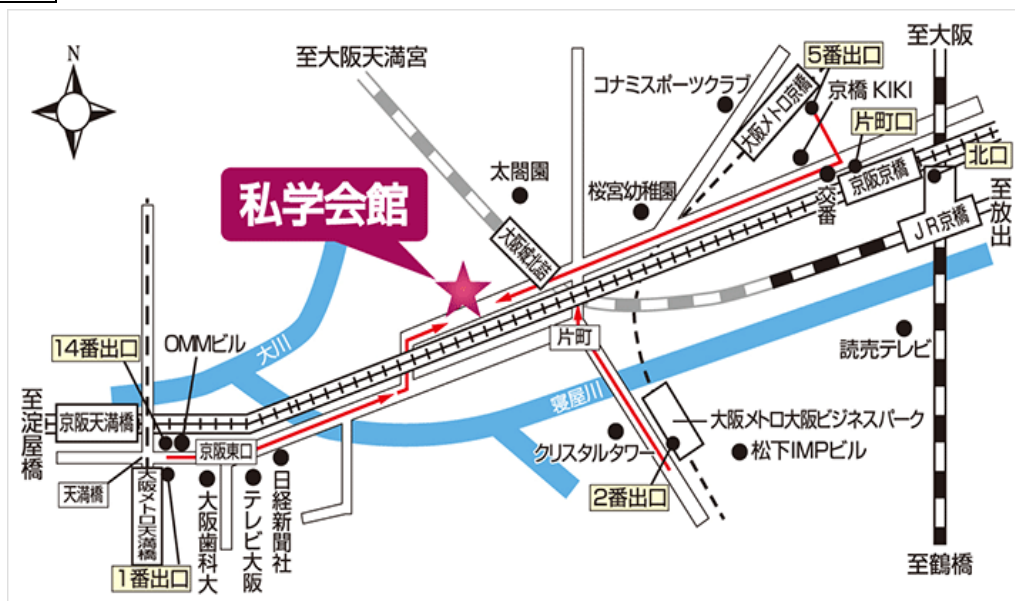 N
至大阪天満宮
コナミスポーツクラブ
5番出口
至大阪
大阪メトロ京橋
京橋 KIKI
片町口
北口
太閤園
桜宮幼稚園
交番
京阪京橋
至放出
JR京橋
私学会館
大阪城北詰
14番出口
OMMビル
大川
片町
読売テレビ
至淀屋橋
京阪天満橋
京阪東口
寝屋川
大阪メトロ大阪ビジネスパーク
クリスタルタワー
松下IMPビル
天満橋
大阪メトロ天満橋
大阪歯科大
テレビ大阪
日経新聞社
2番出口
1番出口
至鶴橋